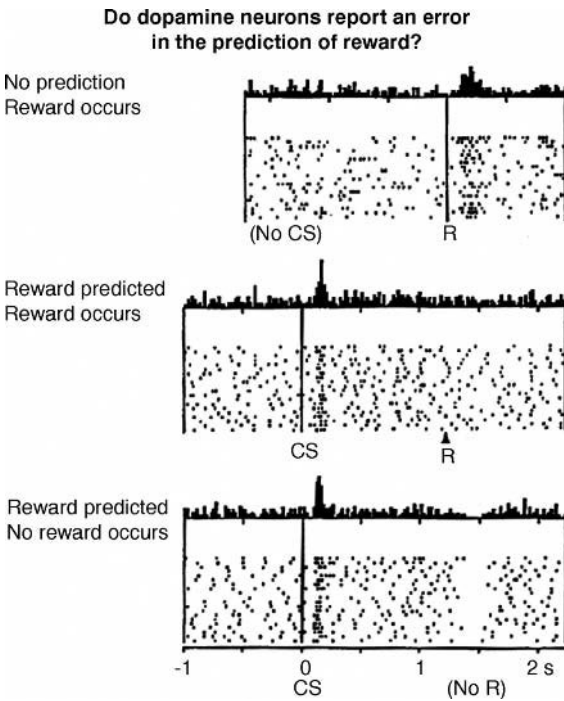 Do dopamine neurons report an error
in the prediction of reward?
No prediction
Reward occurs
(No CS) R
Reward predicted
Reward occurs
CS R
Reward predicted
No reward occurs
-1 0 1 2 s
CS (No R)